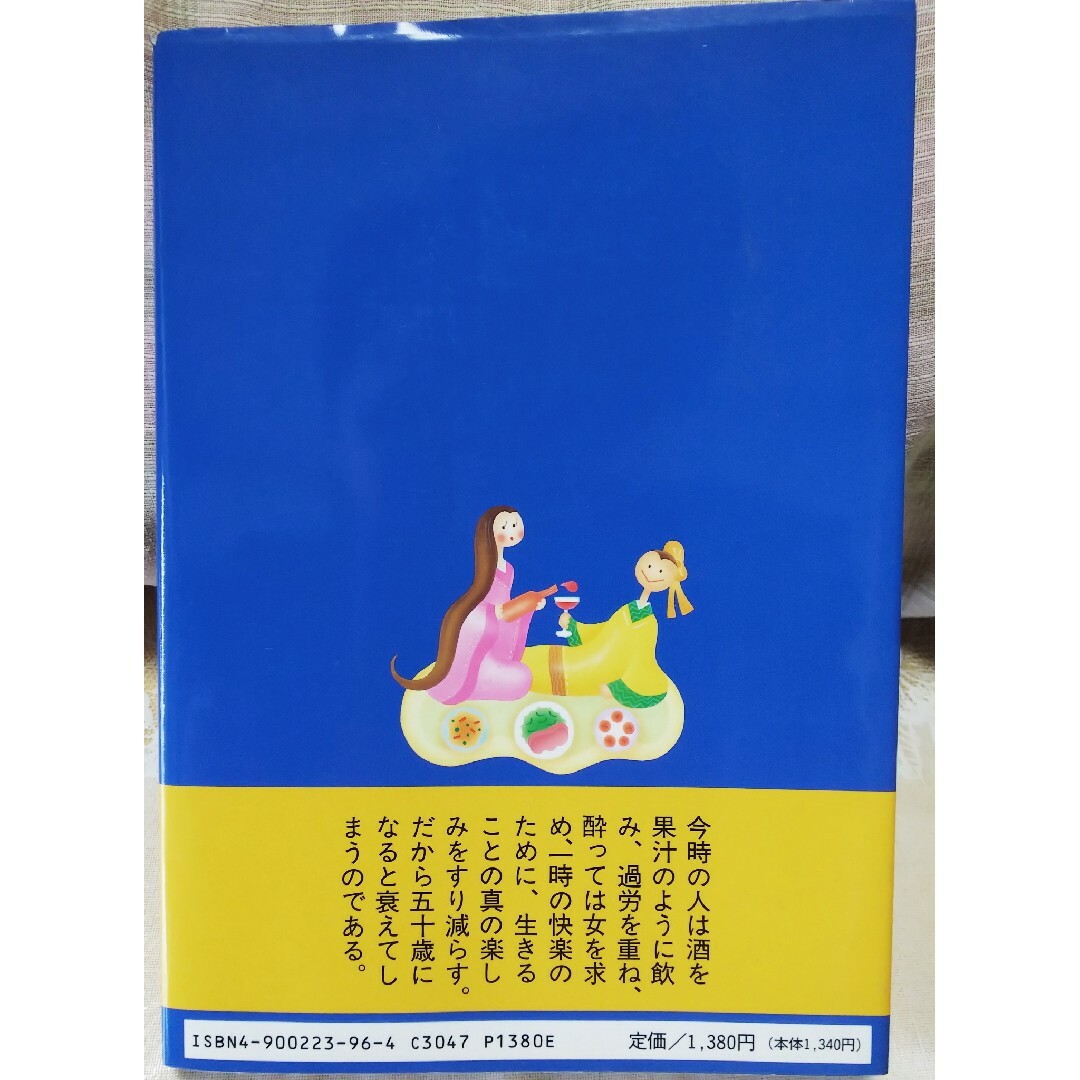 今時の人は酒を
果汁のように飲
み、過労を重ね、
酔っては女を求
め、一時の快楽の
ために、生きる
ことの真の楽し
みをすり減らす。
だから五十歳に
なると衰えてし
まうのである。
ISBN4-900223-96-4 C3047 P1380E
定価／1,380円（本体1,340円）